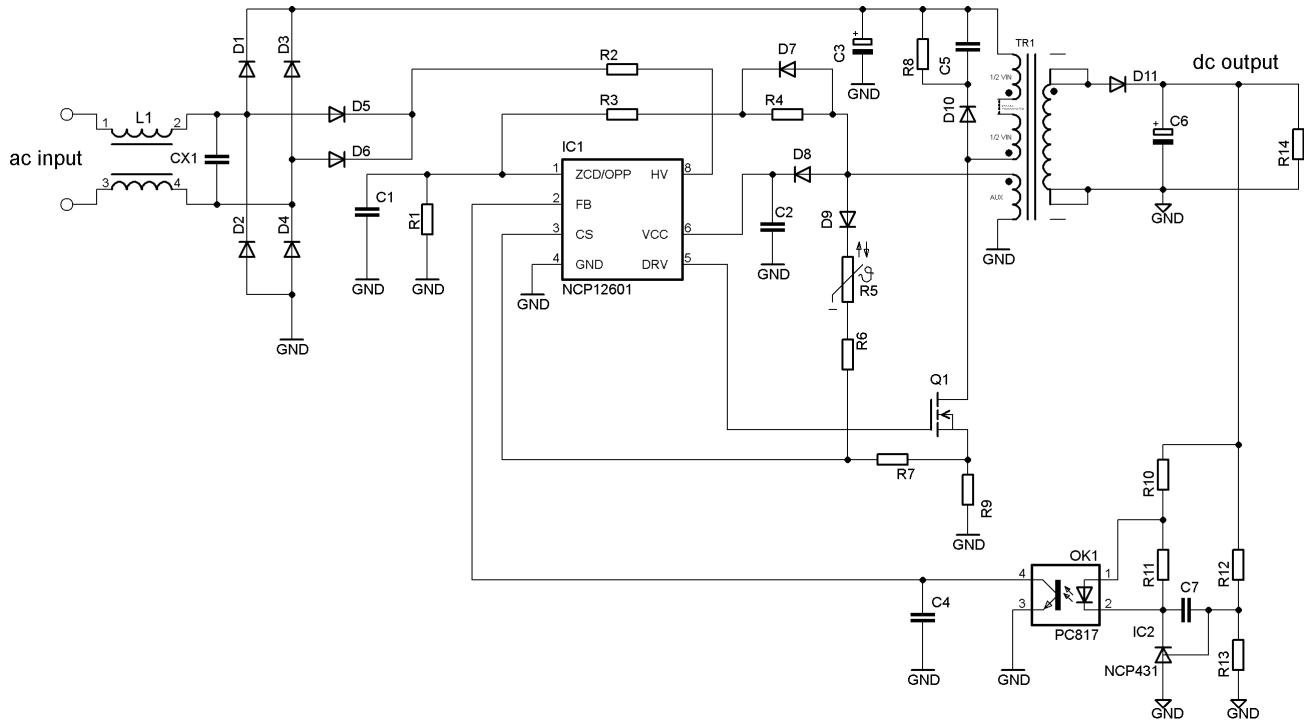 dc output
ac input
D1
D3
L1
1
2
3
4
CX1
D5
D6
D2
D4
GND
R2
R3
D7
R4
C3
GND
R8
C5
D10
TR1
1/2 VIN
1/2 VIN
AUX
GND
D11
C6
R14
GND
IC1
1
ZCD/OPP
HV
8
2
FB
3
CS
VCC
6
4
GND
DRV
5
NCP12601
GND
C1
GND
R1
GND
D8
C2
GND
D9
R5
R6
Q1
R7
R9
GND
R10
R11
R12
OK1
4
1
3
2
PC817
C4
GND
GND
C7
IC2
NCP431
R13
GND
GND